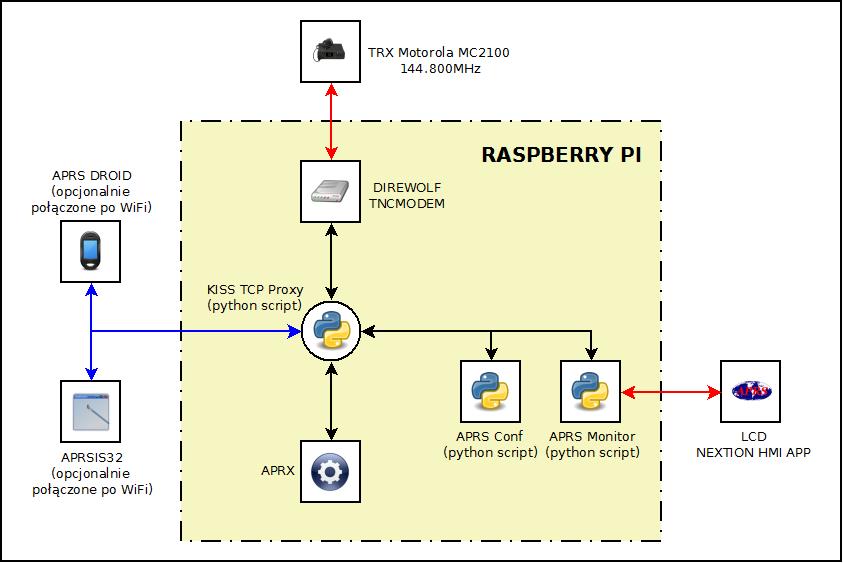 TRX Motorola MC2100
144.800MHz
RASPBERRY PI
APRS DROID
(opcjonalnie
połączone po WiFi)
DIREWOLF
TNCMODEM
KISS TCP Proxy
(python script)
APRS Conf
(python script)
APRS Monitor
(python script)
LCD
NEXTION HMI APP
APRSIS32
(opcjonalnie
połączone po WiFi)
APRX